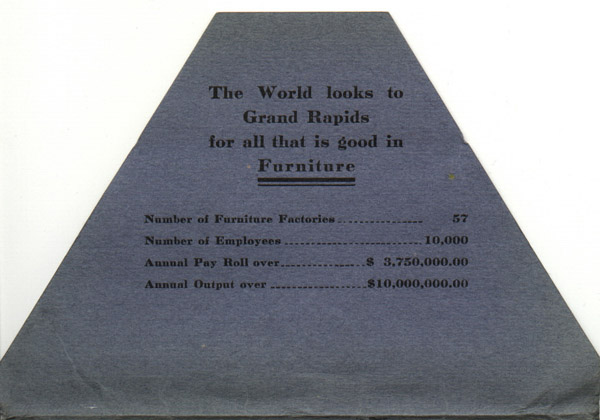 The World looks to
Grand Rapids
for all that is good in
Furniture
Number of Furniture Factories.................... 57
Number of Employees................................10,000
Annual Pay Roll over....................$ 3,750,000.00
Annual Output over .......................$10,000,000.00